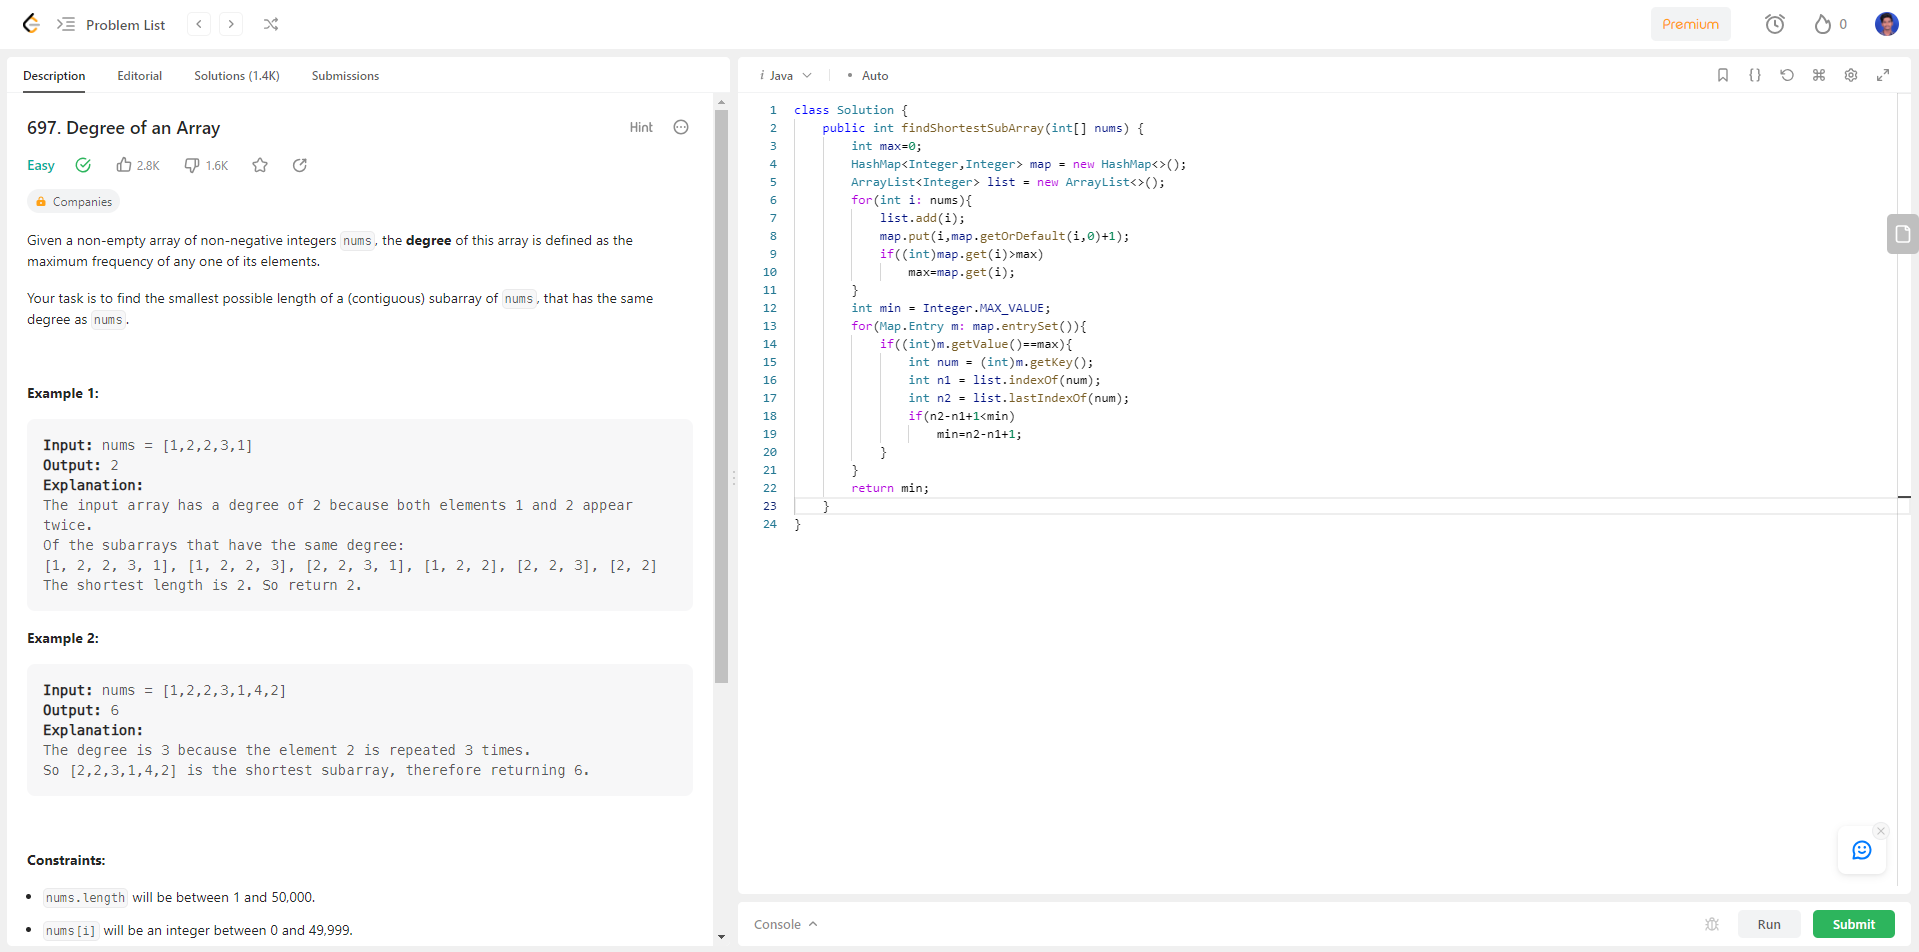 Problem List
Premium
0
Description Editorial Solutions (1.4K) Submissions
697. Degree of an Array
Hint
Easy 2.8K 1.6K
Companies
Given a non-empty array of non-negative integers nums, the degree of this array is defined as the
maximum frequency of any one of its elements.
Your task is to find the smallest possible length of a (contiguous) subarray of nums, that has the same
degree as nums.
Example 1:
Input: nums = [1,2,2,3,1]
Output: 2
Explanation:
The input array has a degree of 2 because both elements 1 and 2 appear
twice.
Of the subarrays that have the same degree:
[1, 2, 2, 3, 1], [1, 2, 2, 3], [2, 2, 3, 1], [1, 2, 2], [2, 2, 3], [2, 2]
The shortest length is 2. So return 2.
Example 2:
Input: nums = [1,2,2,3,1,4,2]
Output: 6
Explanation:
The degree is 3 because the element 2 is repeated 3 times.
So [2,2,3,1,4,2] is the shortest subarray, therefore returning 6.
Constraints:
• nums.length will be between 1 and 50,000.
• nums[i] will be an integer between 0 and 49,999.
i Java • Auto
1 class Solution {
2 public int findShortestSubArray(int[] nums) {
3 int max=0;
4 HashMap<Integer,Integer> map = new HashMap<>();
5 ArrayList<Integer> list = new ArrayList<>();
6 for(int i: nums){
7 list.add(i);
8 map.put(i,map.getOrDefault(i,0)+1);
9 if((int)map.get(i)>max)
10 max=map.get(i);
11 }
12 int min = Integer.MAX_VALUE;
13 for(Map.Entry m: map.entrySet()){
14 if((int)m.getValue()==max){
15 int num = (int)m.getKey();
16 int n1 = list.indexOf(num);
17 int n2 = list.lastIndexOf(num);
18 if(n2-n1+1<min)
19 min=n2-n1+1;
20 }
21 }
22 return min;
23 }
24 }
Console
Run
Submit